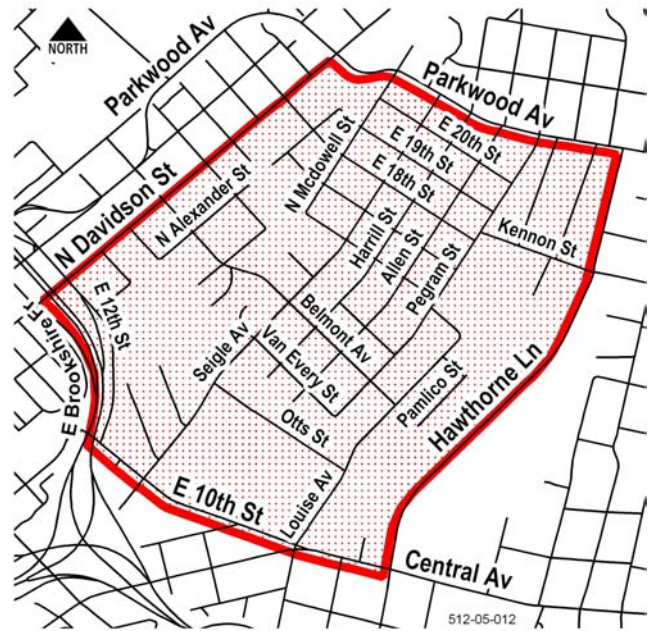 NORTH
Parkwood Av
Parkwood Av
E 20th St
E 19th St
E 18th St
N Mcdowell St
N Davidson St
N Alexander St
Kennon St
Harrill St
Allen St
Pegram St
E 12th St
Belmont Av
Van Every St
Seigle Av
E Brookshire Fr
Pamlico St
Hawthorne Ln
Otts St
E 10th St
Louise Av
Central Av
512-05-012